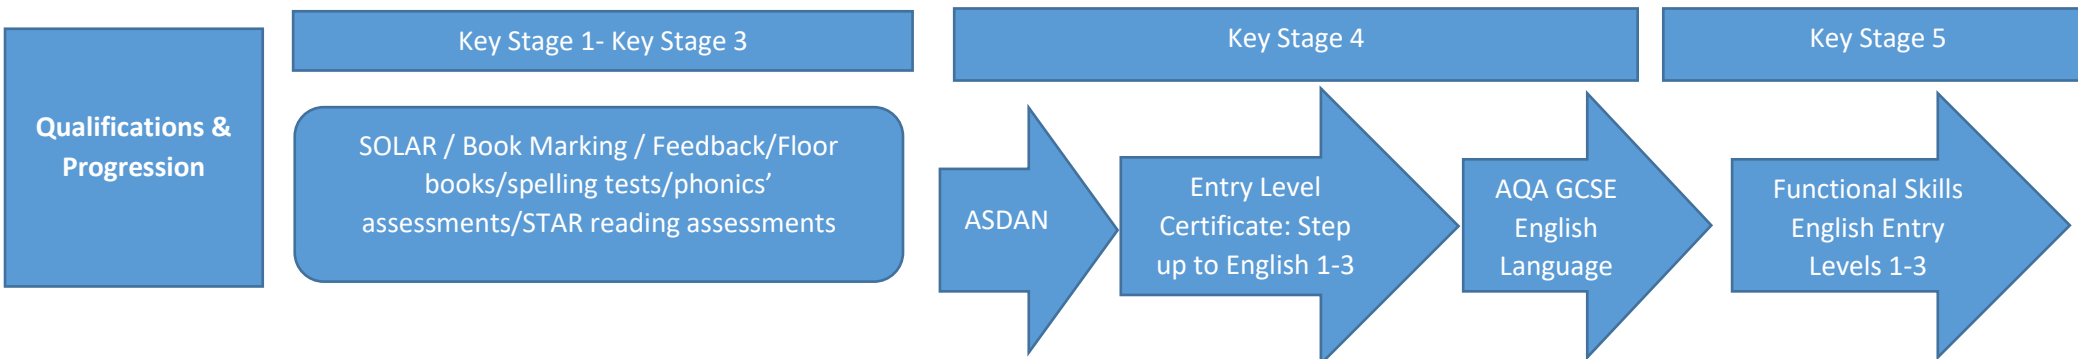 Qualifications &
Progression
Key Stage 1- Key Stage 3
SOLAR / Book Marking / Feedback/Floor
books/spelling tests/phonics’
assessments/STAR reading assessments
Key Stage 4
ASDAN
Entry Level
Certificate: Step
up to English 1-3
AQA GCSE
English
Language
Key Stage 5
Functional Skills
English Entry
Levels 1-3